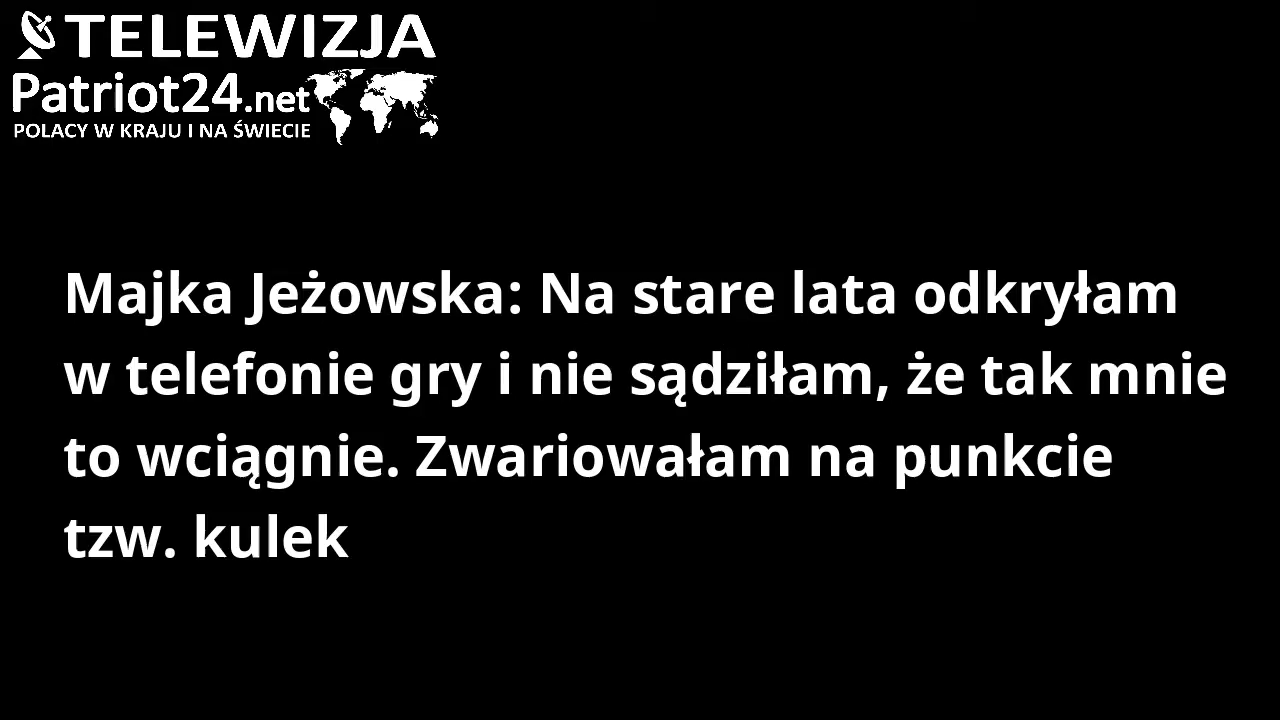 TELEWIZJA
Patriot24.net
POLACY W KRAJU I NA ŚWIECIE
Majka Jeżowska: Na stare lata odkryłam
w telefonie gry i nie sądziłam, że tak mnie
to wciągnie. Zwariowałam na punkcie
tzw. kulek